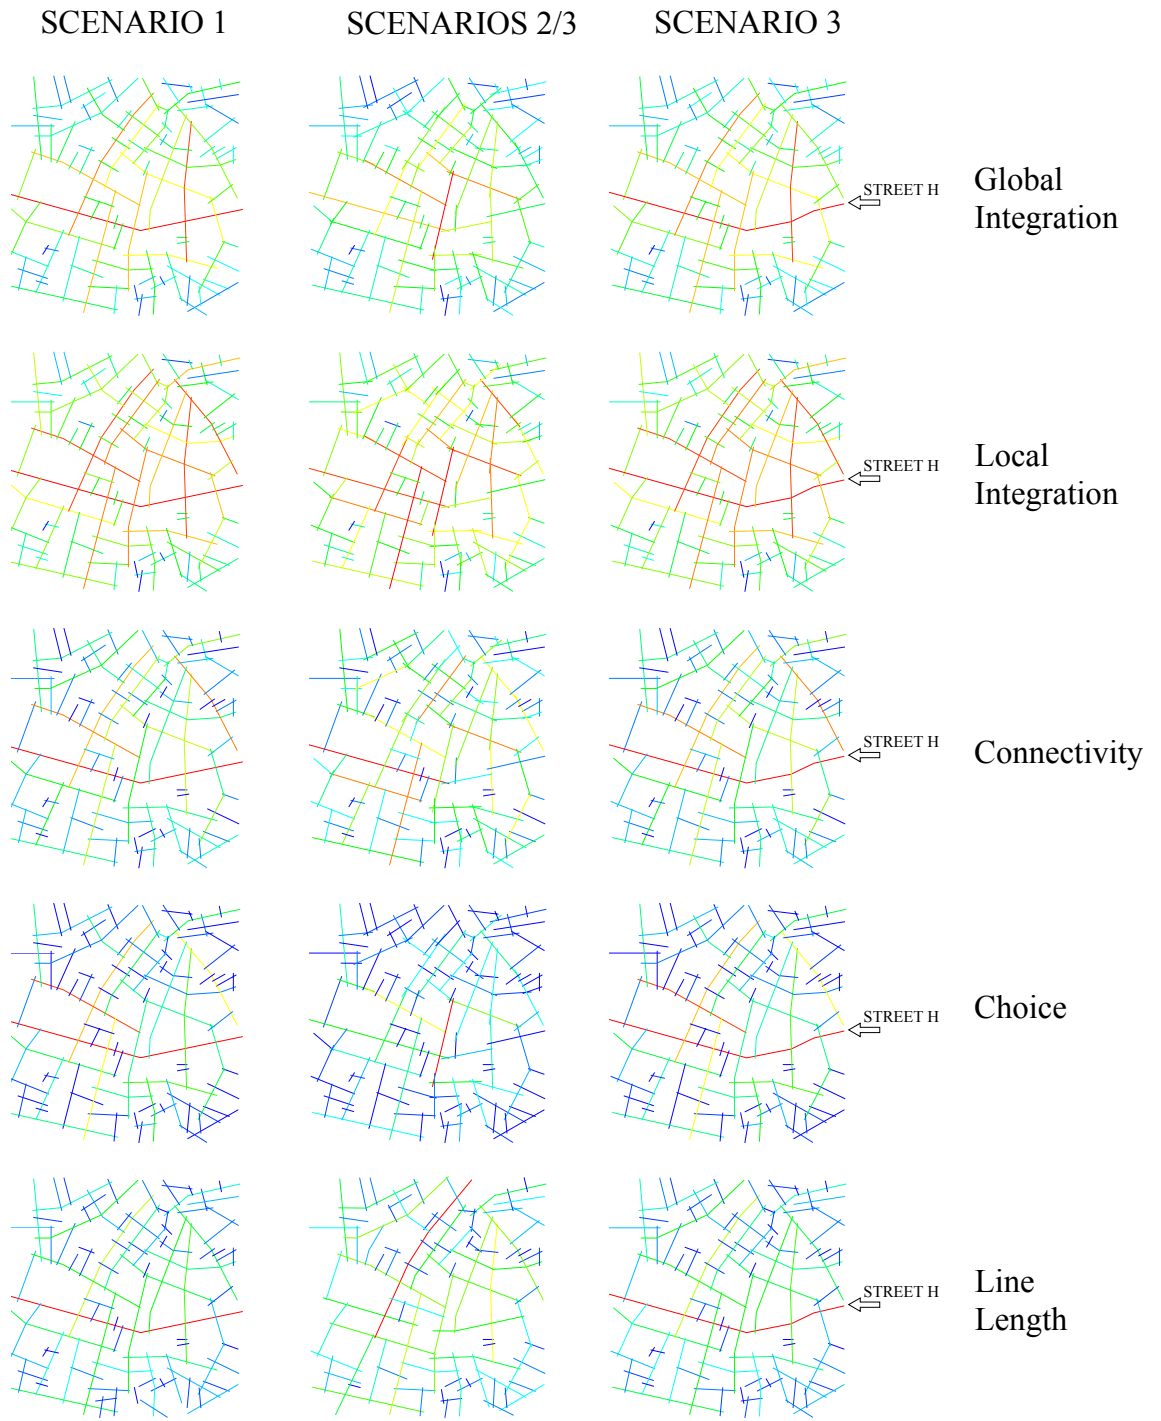 SCENARIO 1
SCENARIOS 2/3
SCENARIO 3
STREET H
Global
Integration
STREET H
Local
Integration
STREET H
Connectivity
STREET H
Choice
STREET H
Line
Length